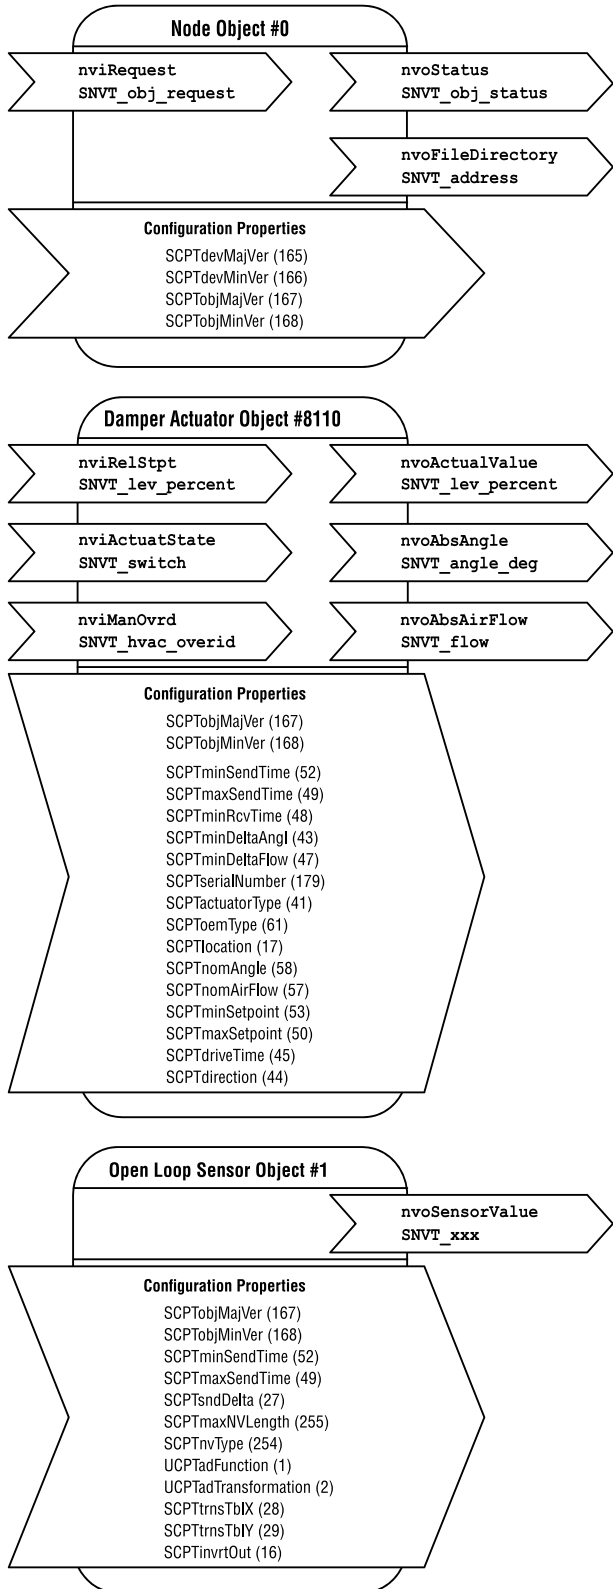 Node Object #0
nviRequest
SNVT_obj_request
nvoStatus
SNVT_obj_status
nvoFileDirectory
SNVT_address
Configuration Properties
SCPTdevMajVer (165)
SCPTdevMinVer (166)
SCPTobjMajVer (167)
SCPTobjMinVer (168)
Damper Actuator Object #8110
nviRelStpt
SNVT_lev_percent
nvoActualValue
SNVT_lev_percent
nviActuatState
SNVT_switch
nvoAbsAngle
SNVT_angle_deg
nviManOvrd
SNVT_hvac_overid
nvoAbsAirFlow
SNVT_flow
Configuration Properties
SCPTobjMajVer (167)
SCPTobjMinVer (168)
SCPTminSendTime (52)
SCPTmaxSendTime (49)
SCPTminRcvTime (48)
SCPTminDeltaAngl (43)
SCPTminDeltaFlow (47)
SCPTserialNumber (179)
SCPTactuatorType (41)
SCPToemType (61)
SCPTlocation (17)
SCPTnomAngle (58)
SCPTnomAirFlow (57)
SCPTminSetpoint (53)
SCPTmaxSetpoint (50)
SCPTdriveTime (45)
SCPTdirection (44)
Open Loop Sensor Object #1
nvoSensorValue
SNVT_xxx
Configuration Properties
SCPTobjMajVer (167)
SCPTobjMinVer (168)
SCPTminSendTime (52)
SCPTmaxSendTime (49)
SCPTsndDelta (27)
SCPTmaxNVLength (255)
SCPTnvType (254)
UCPTadFunction (1)
UCPTadTransformation (2)
SCPTtrnsTblX (28)
SCPTtrnsTblY (29)
SCPTinvrtOut (16)